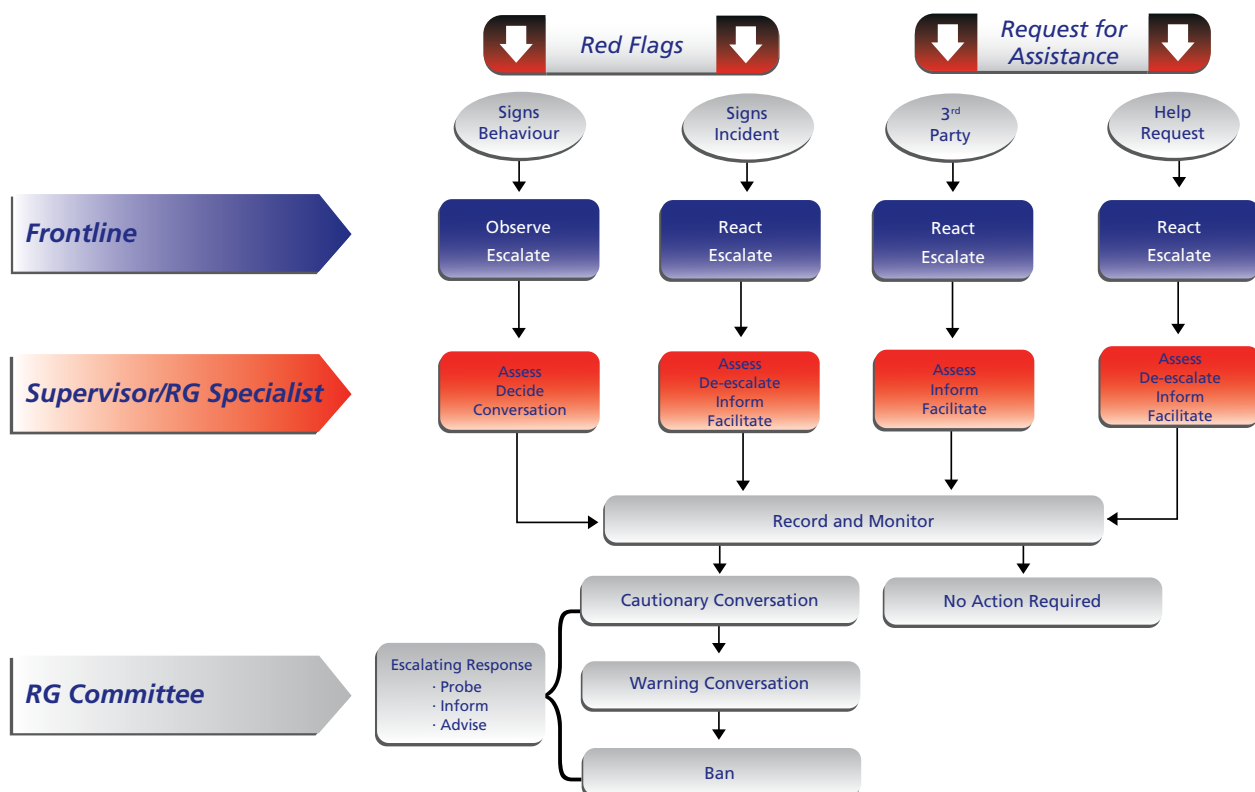 Red Flags
Request for
Assistance
Signs
Behaviour
Signs
Incident
3rd
Party
Help
Request
Frontline
Observe
Escalate
React
Escalate
React
Escalate
React
Escalate
Supervisor/RG Specialist
Assess
Decide
Conversation
Assess
De-escalate
Inform
Facilitate
Assess
Inform
Facilitate
Assess
De-escalate
Inform
Facilitate
Record and Monitor
Cautionary Conversation
No Action Required
RG Committee
Escalating Response
· Probe
· Inform
· Advise
Warning Conversation
Ban